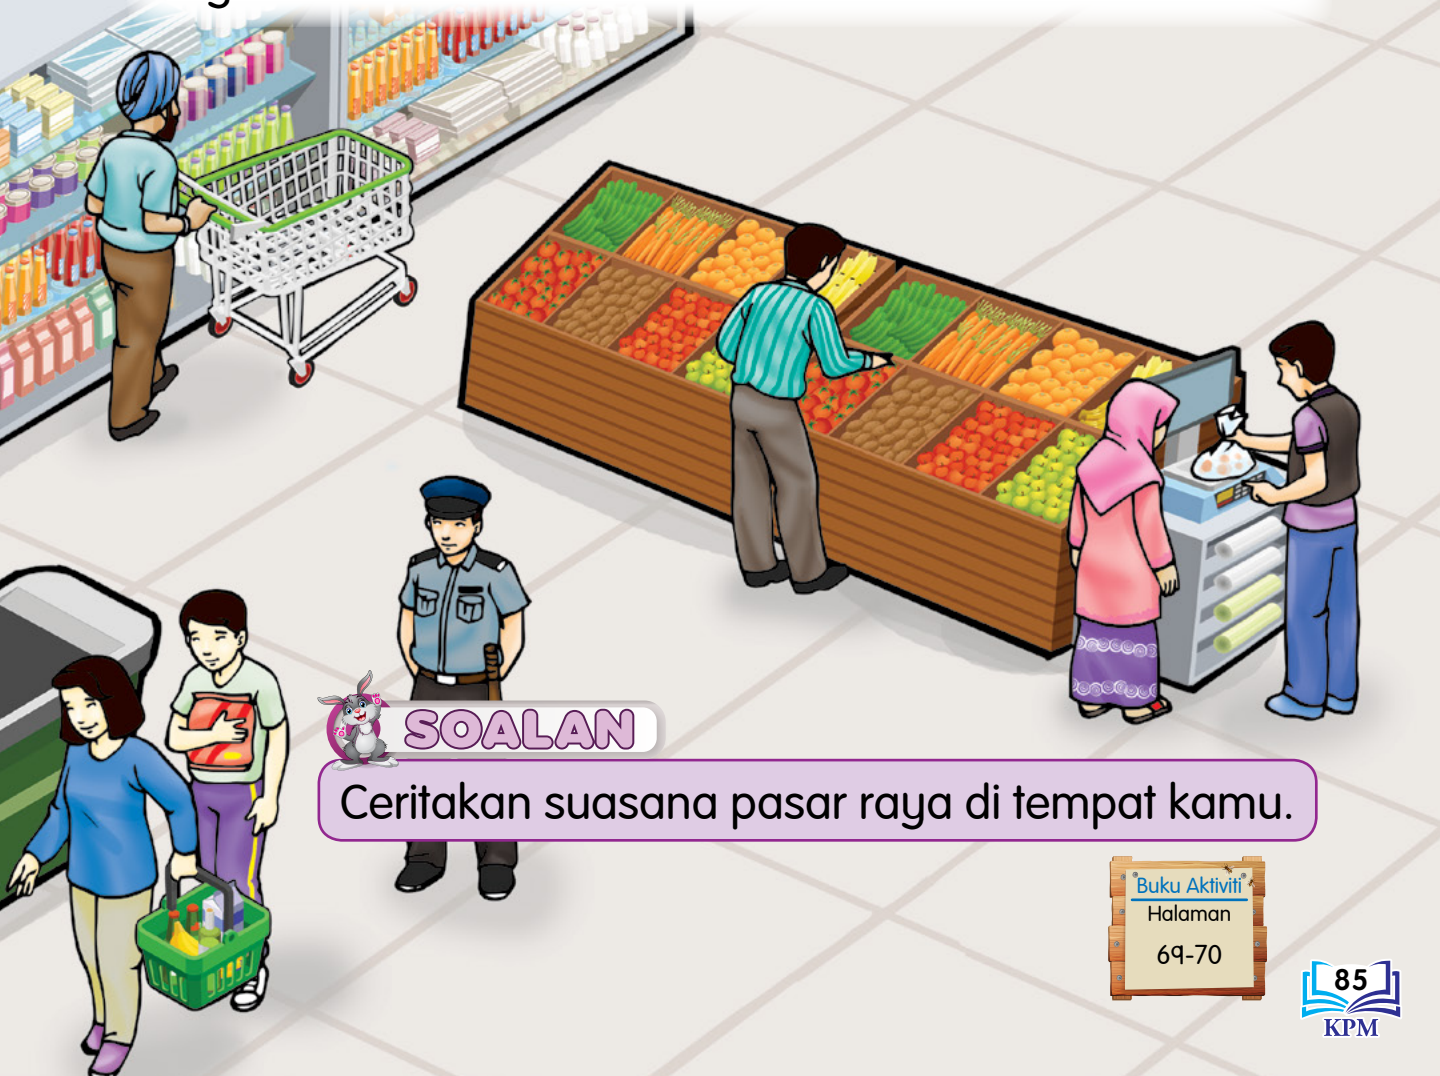 SOALAN
Ceritakan suasana pasar raya di tempat kamu.
Buku Aktiviti
Halaman
69-70
85
KPM